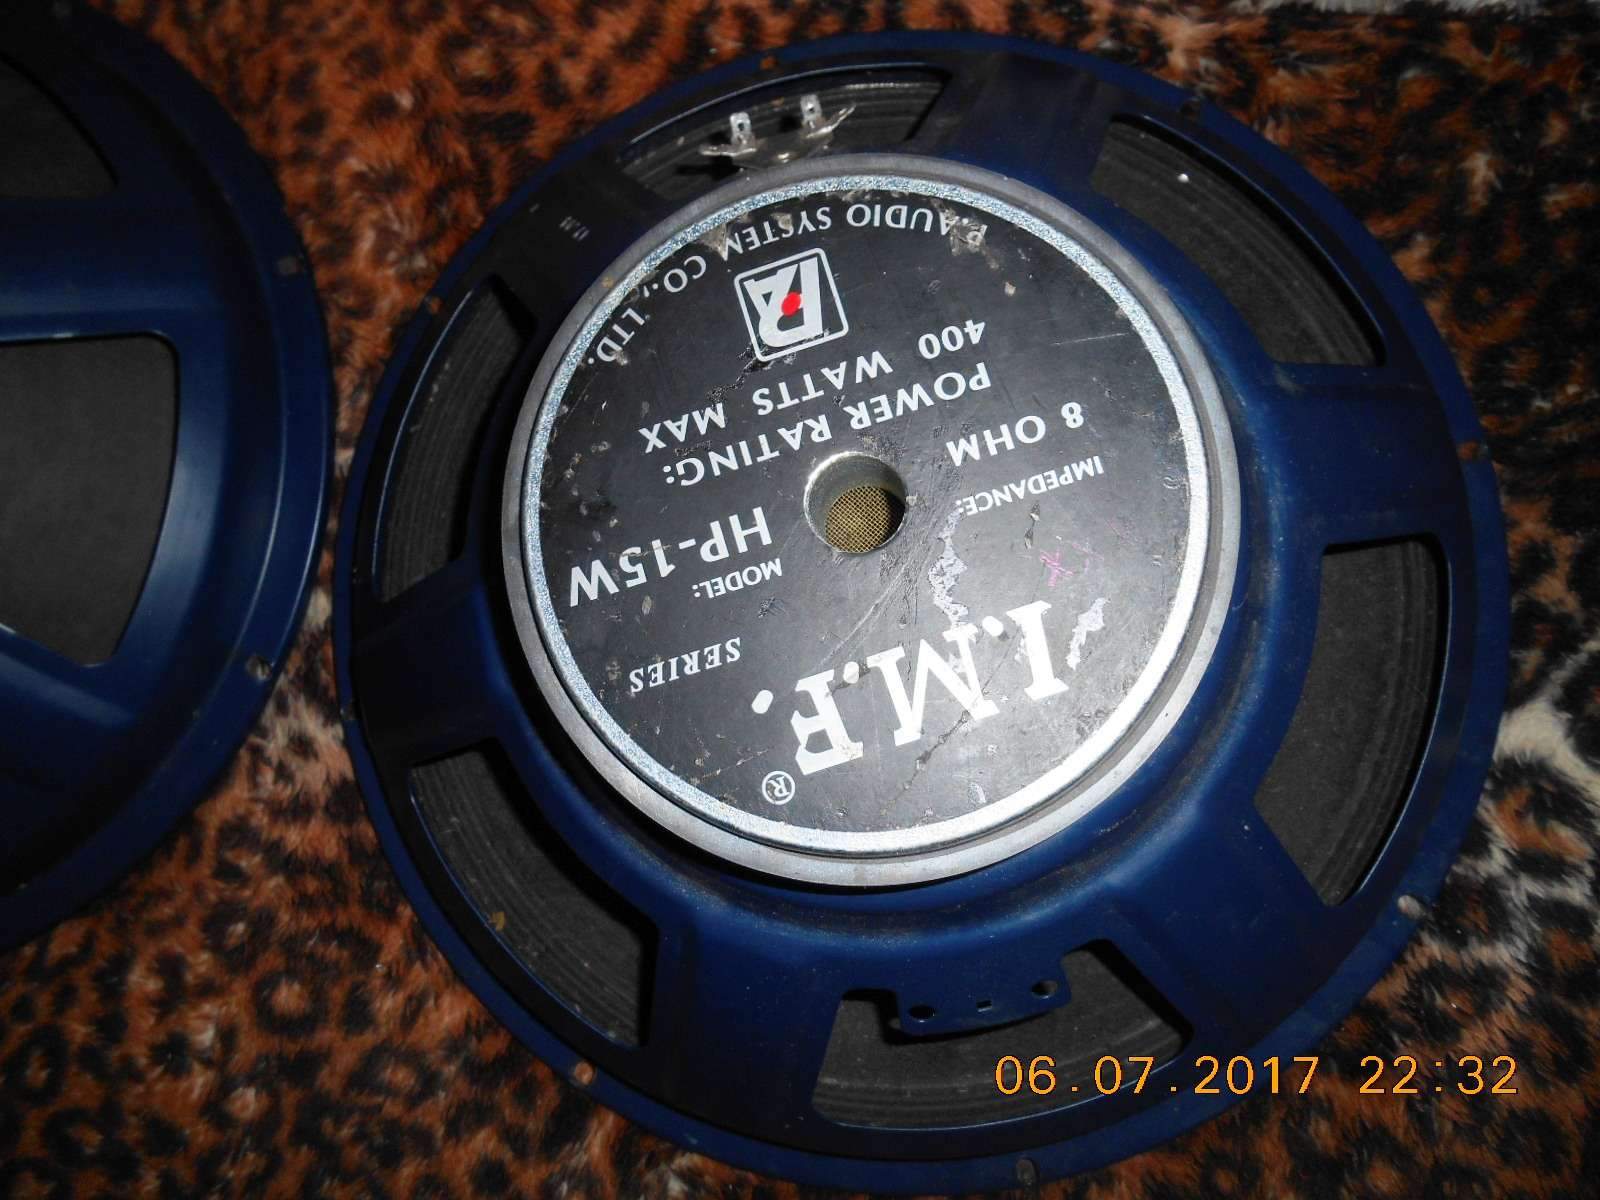 I.M.F. ®
SERIES
MODEL:
HP-15W
IMPEDANCE:
8 OHM
POWER RATING:
400 WATTS MAX
P.AUDIO SYSTEM CO., LTD.
06.07.2017 22:32